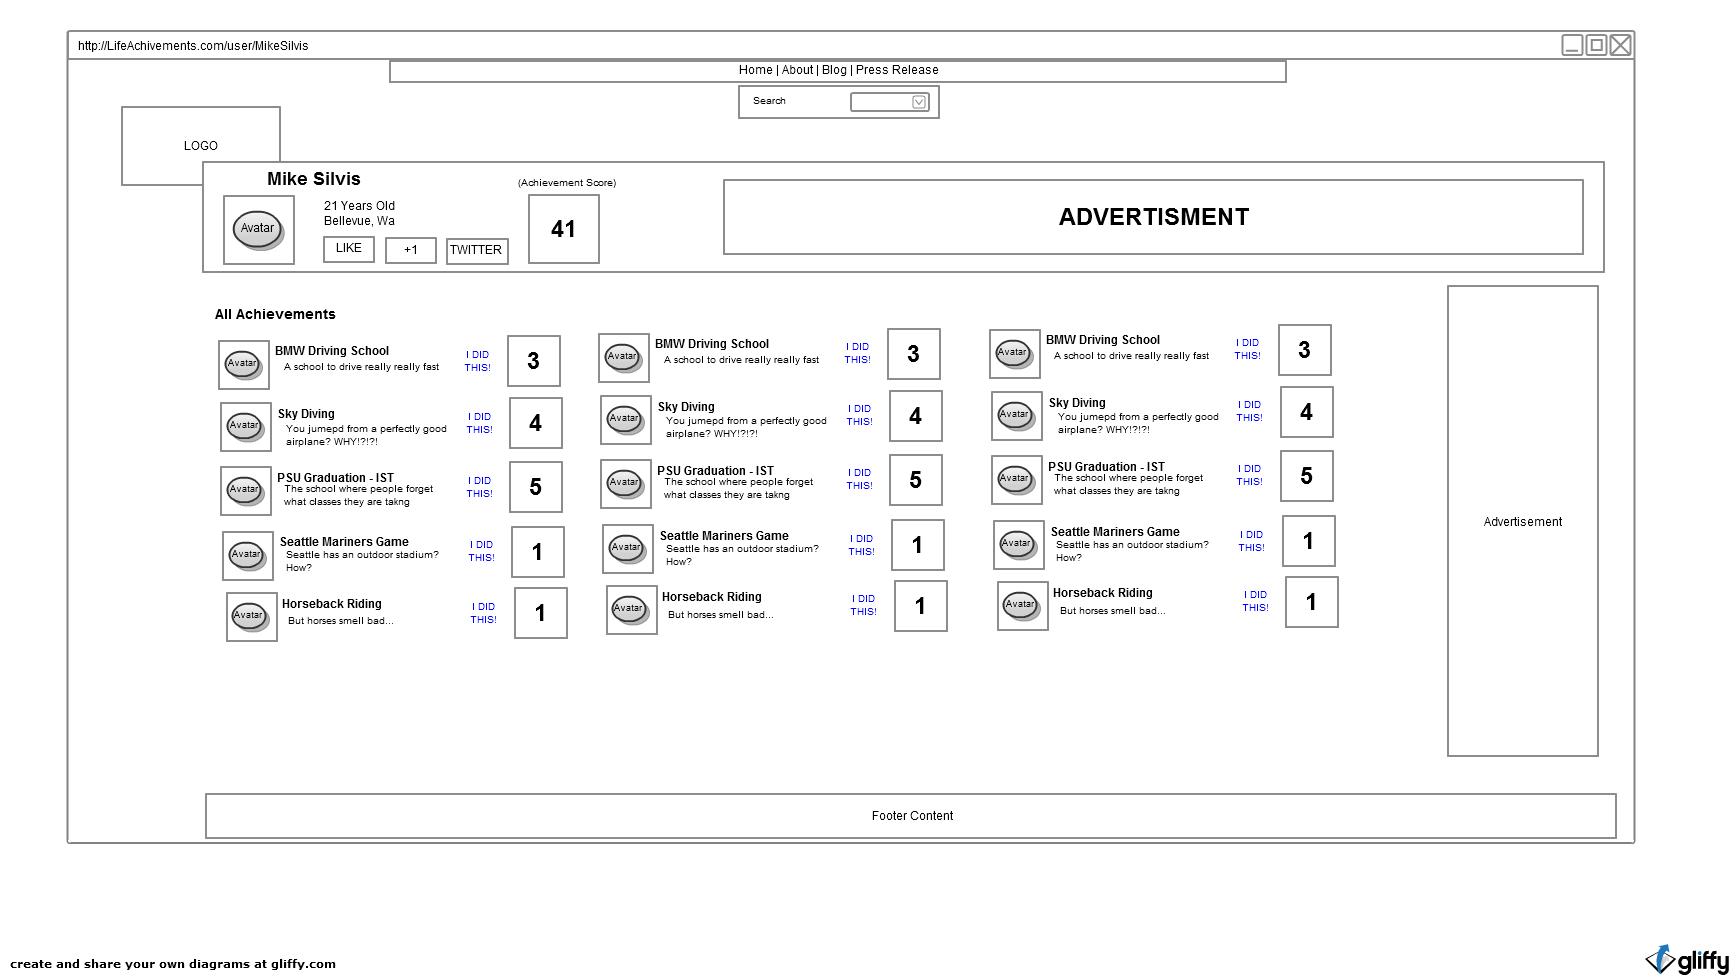 http://LifeAchivements.com/user/MikeSilvis
Home | About | Blog | Press Release
Search
LOGO
Mike Silvis
(Achievement Score)
Avatar
21 Years Old
Bellevue, Wa
LIKE
+1
TWITTER
41
ADVERTISMENT
All Achievements
Avatar
BMW Driving School
A school to drive really really fast
I DID
THIS!
3
Avatar
Sky Diving
You jumepd from a perfectly good
airplane? WHY!?!?!
I DID
THIS!
4
Avatar
PSU Graduation - IST
The school where people forget
what classes they are takng
I DID
THIS!
5
Avatar
Seattle Mariners Game
Seattle has an outdoor stadium?
How?
I DID
THIS!
1
Avatar
Horseback Riding
But horses smell bad...
I DID
THIS!
1
Avatar
BMW Driving School
A school to drive really really fast
I DID
THIS!
3
Avatar
Sky Diving
You jumepd from a perfectly good
airplane? WHY!?!?!
I DID
THIS!
4
Avatar
PSU Graduation - IST
The school where people forget
what classes they are takng
I DID
THIS!
5
Avatar
Seattle Mariners Game
Seattle has an outdoor stadium?
How?
I DID
THIS!
1
Avatar
Horseback Riding
But horses smell bad...
I DID
THIS!
1
Avatar
BMW Driving School
A school to drive really really fast
I DID
THIS!
3
Avatar
Sky Diving
You jumepd from a perfectly good
airplane? WHY!?!?!
I DID
THIS!
4
Avatar
PSU Graduation - IST
The school where people forget
what classes they are takng
I DID
THIS!
5
Avatar
Seattle Mariners Game
Seattle has an outdoor stadium?
How?
I DID
THIS!
1
Avatar
Horseback Riding
But horses smell bad...
I DID
THIS!
1
Advertisement
Footer Content
create and share your own diagrams at gliffy.com
gliffy